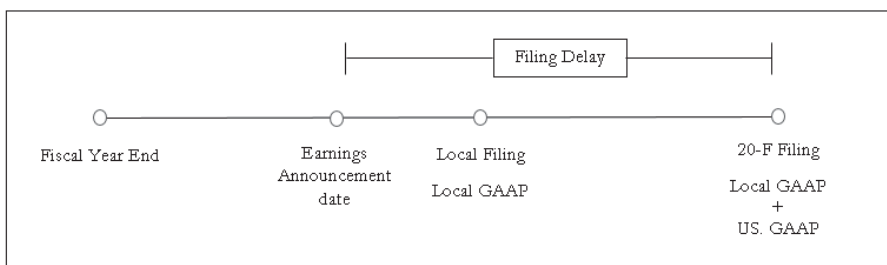 Filing Delay
Fiscal Year End
Earnings
Announcement
date
Local Filing
Local GAAP
20-F Filing
Local GAAP
+
US. GAAP